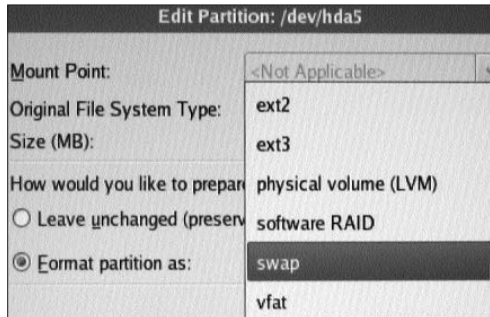 Edit Partition: /dev/hda5
Mount Point:
<Not Applicable>
Original File System Type:
Size (MB):
How would you like to prepar
Leave unchanged (preserv
Format partition as:
ext2
ext3
physical volume (LVM)
software RAID
swap
vfat